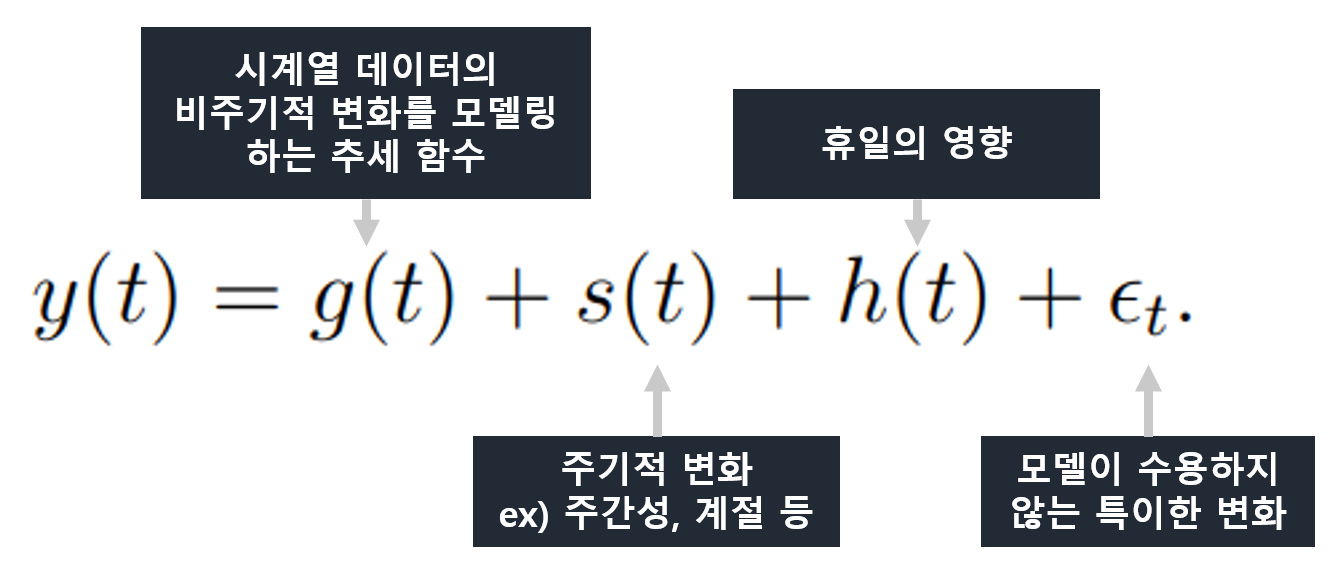 시계열 데이터의
비주기적 변화를 모델링
하는 추세 함수
휴일의 영향
y(t) = g(t) + s(t) + h(t) + ϵₜ.
주기적 변화
ex) 주간성, 계절 등
모델이 수용하지
않는 특이한 변화